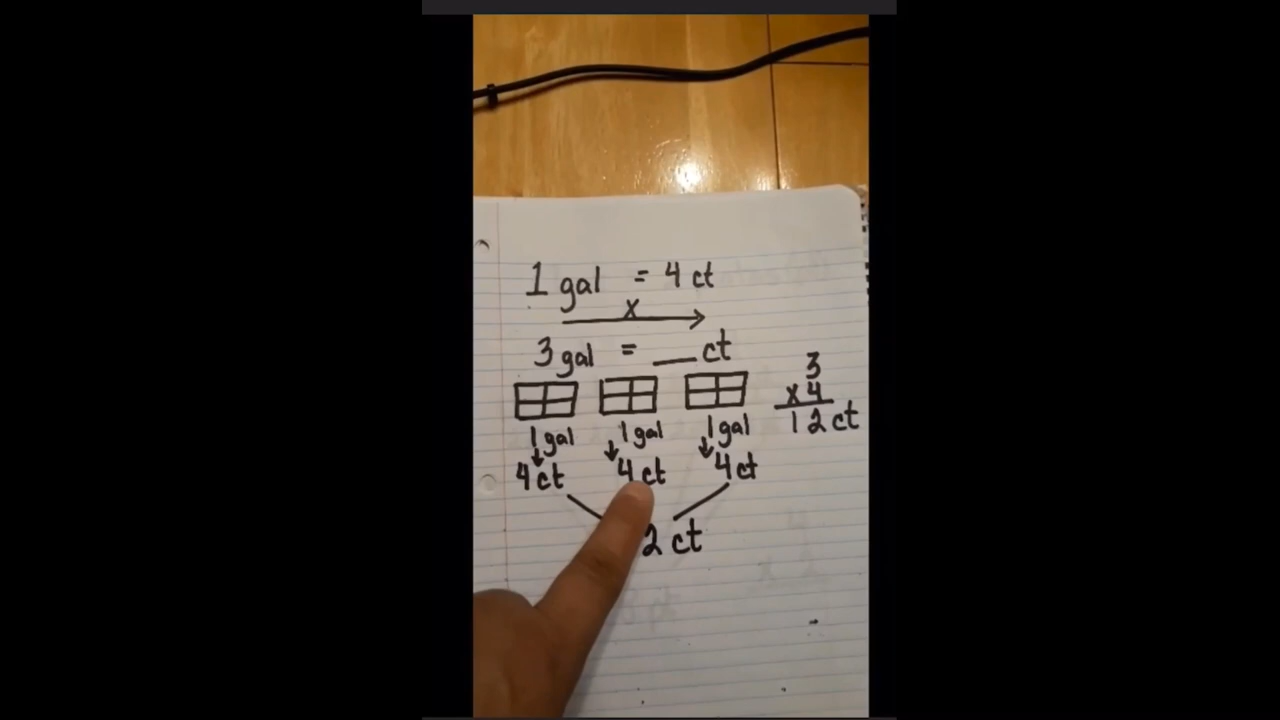 1 gal = 4 ct
x
3 gal = __ ct
1 gal 1 gal 1 gal
4 ct 4 ct 4 ct
2 ct
3
x 4
12 ct